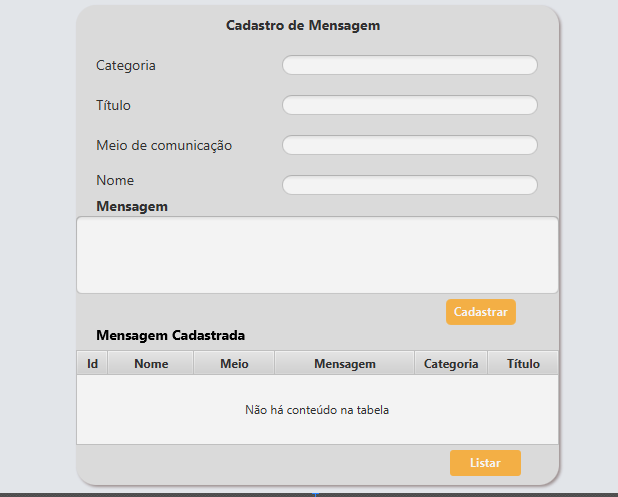 Cadastro de Mensagem
Categoria
Título
Meio de comunicação
Nome
Mensagem
Cadastrar
Mensagem Cadastrada
Id Nome Meio Mensagem Categoria Título
Não há conteúdo na tabela
Listar